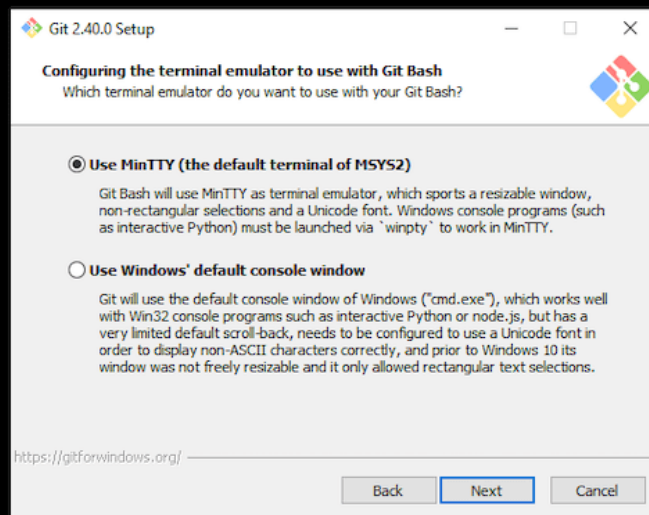 Git 2.40.0 Setup
Configuring the terminal emulator to use with Git Bash
Which terminal emulator do you want to use with your Git Bash?
Use MinTTY (the default terminal of MSYS2)
Git Bash will use MinTTY as terminal emulator, which sports a resizable window,
non-rectangular selections and a Unicode font. Windows console programs (such
as interactive Python) must be launched via `winpty` to work in MinTTY.
Use Windows' default console window
Git will use the default console window of Windows ("cmd.exe"), which works well
with Win32 console programs such as interactive Python or node.js, but has a
very limited default scroll-back, needs to be configured to use a Unicode font in
order to display non-ASCII characters correctly, and prior to Windows 10 its
window was not freely resizable and it only allowed rectangular text selections.
https://gitforwindows.org/
Back Next Cancel